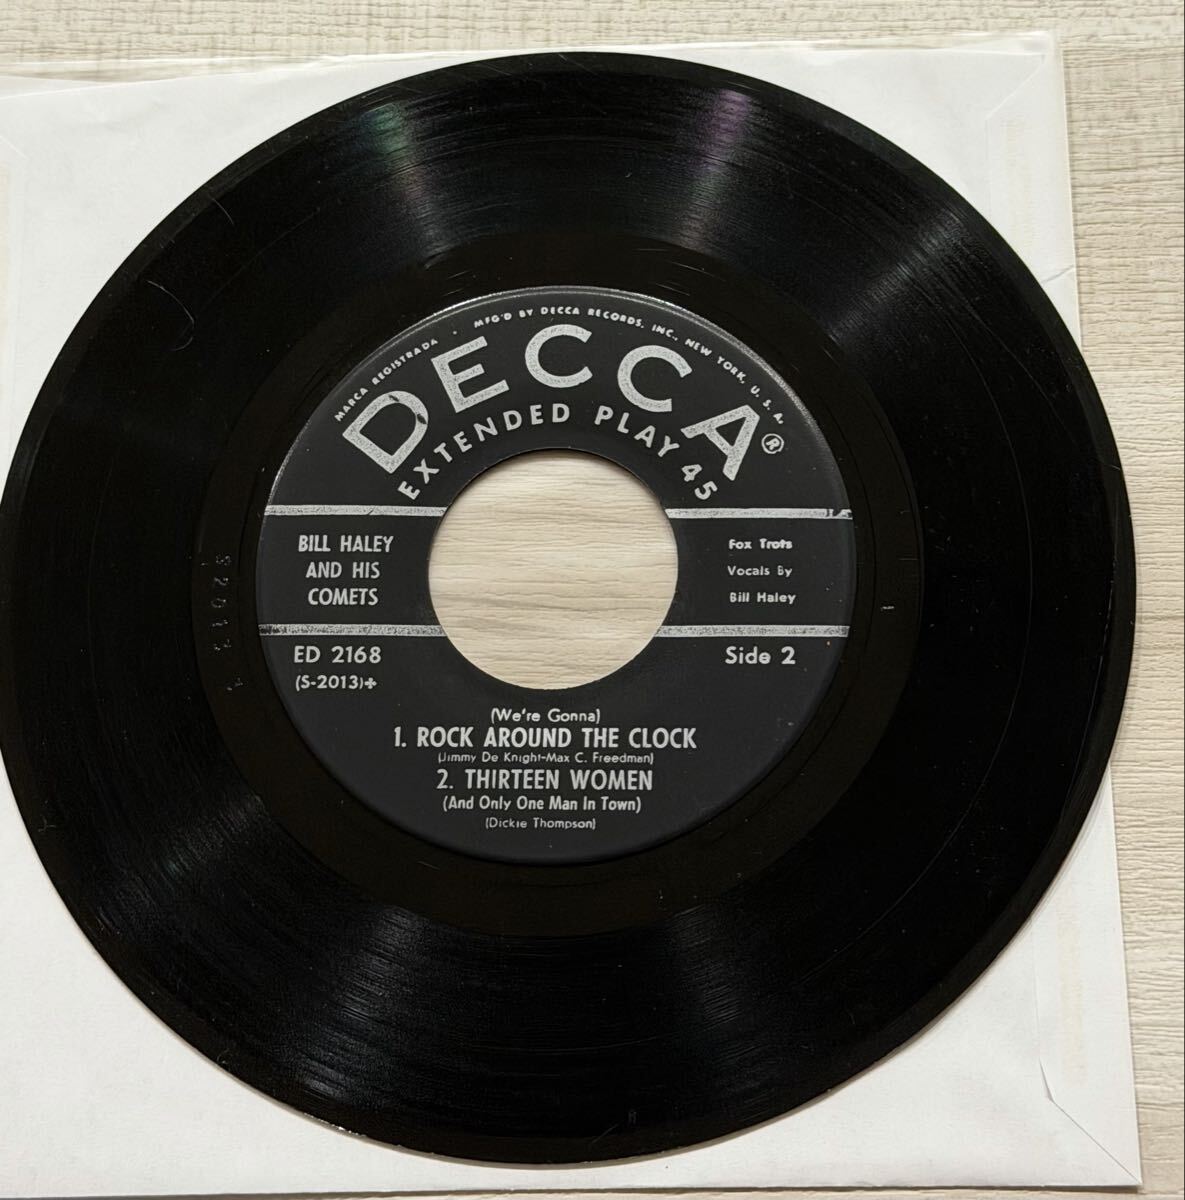 MARCA REGISTRADA · MFG'D BY DECCA RECORDS, INC., NEW YORK, U.S.A.
DECCA®
EXTENDED PLAY 45
BILL HALEY
AND HIS
COMETS
Fox Trots
Vocals By
Bill Haley
ED 2168
(S-2013)+
Side 2
(We're Gonna)
1. ROCK AROUND THE CLOCK
(Jimmy De Knight-Max C. Freedman)
2. THIRTEEN WOMEN
(And Only One Man In Town)
(Dickie Thompson)